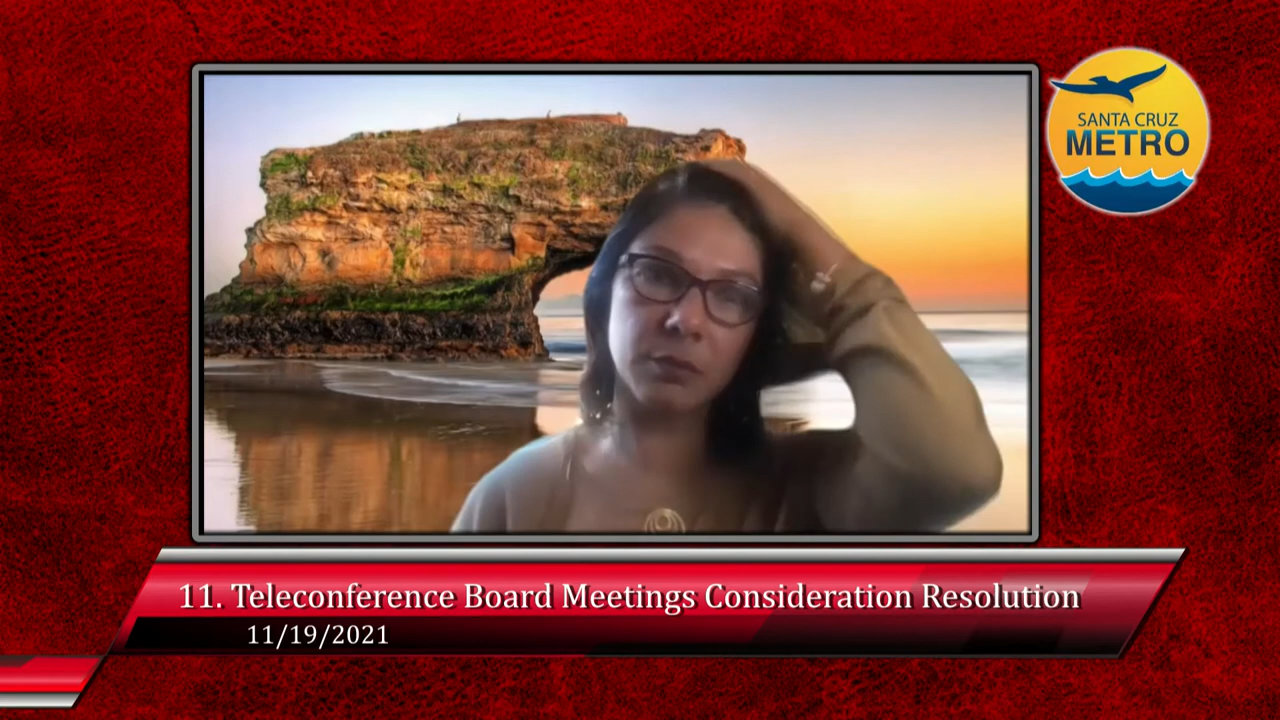 SANTA CRUZ
METRO
11. Teleconference Board Meetings Consideration Resolution
11/19/2021